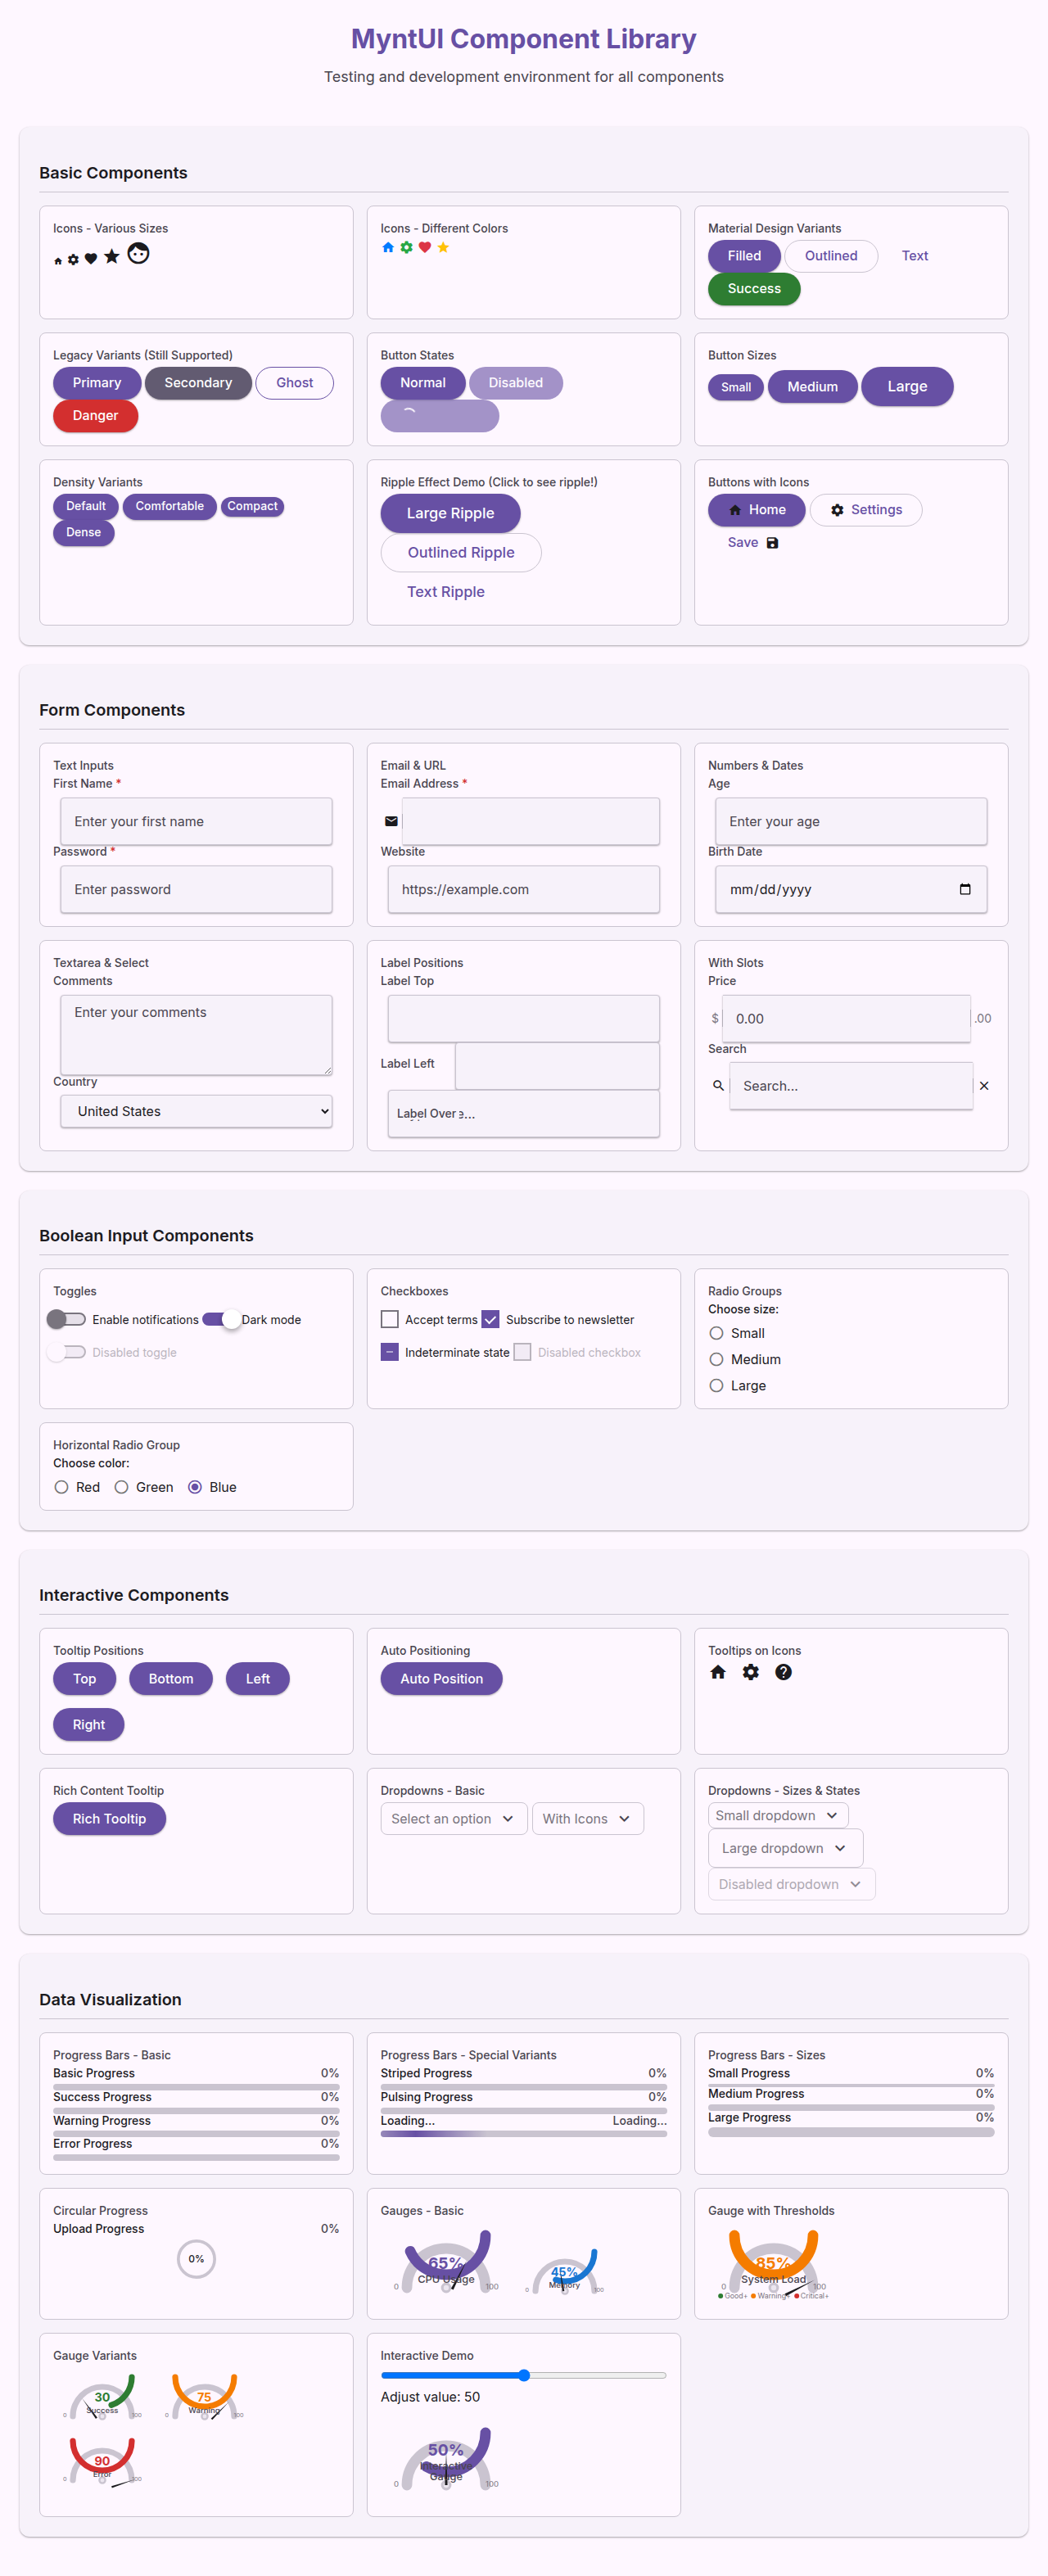 MyntUI Component Library
Testing and development environment for all components
Basic Components
Icons - Various Sizes
Icons - Different Colors
Material Design Variants
Filled
Outlined
Text
Success
Legacy Variants (Still Supported)
Primary
Secondary
Ghost
Danger
Button States
Normal
Disabled
Button Sizes
Small
Medium
Large
Density Variants
Default
Comfortable
Compact
Dense
Ripple Effect Demo (Click to see ripple!)
Large Ripple
Outlined Ripple
Text Ripple
Buttons with Icons
Home
Settings
Save
Form Components
Text Inputs
First Name *
Enter your first name
Password *
Enter password
Email & URL
Email Address *
Website
https://example.com
Numbers & Dates
Age
Enter your age
Birth Date
mm/dd/yyyy
Textarea & Select
Comments
Enter your comments
Country
United States
Label Positions
Label Top
Label Left
Label Over
With Slots
Price
$ 0.00 .00
Search
Search...
Boolean Input Components
Toggles
Enable notifications
Dark mode
Disabled toggle
Checkboxes
Accept terms
Subscribe to newsletter
Indeterminate state
Disabled checkbox
Radio Groups
Choose size:
Small
Medium
Large
Horizontal Radio Group
Choose color:
Red
Green
Blue
Interactive Components
Tooltip Positions
Top
Bottom
Left
Right
Auto Positioning
Auto Position
Tooltips on Icons
Rich Content Tooltip
Rich Tooltip
Dropdowns - Basic
Select an option
With Icons
Dropdowns - Sizes & States
Small dropdown
Large dropdown
Disabled dropdown
Data Visualization
Progress Bars - Basic
Basic Progress 0%
Success Progress 0%
Warning Progress 0%
Error Progress 0%
Progress Bars - Special Variants
Striped Progress 0%
Pulsing Progress 0%
Loading... Loading...
Progress Bars - Sizes
Small Progress 0%
Medium Progress 0%
Large Progress 0%
Circular Progress
Upload Progress 0%
0%
Gauges - Basic
65%
CPU Usage
0 100
45%
Memory
0 100
Gauge with Thresholds
85%
System Load
0 100
Good+ Warning+ Critical+
Gauge Variants
30
Success
0 100
75
Warning
0 100
90
Error
0 100
Interactive Demo
Adjust value: 50
50%
Interactive
Gauge
0 100